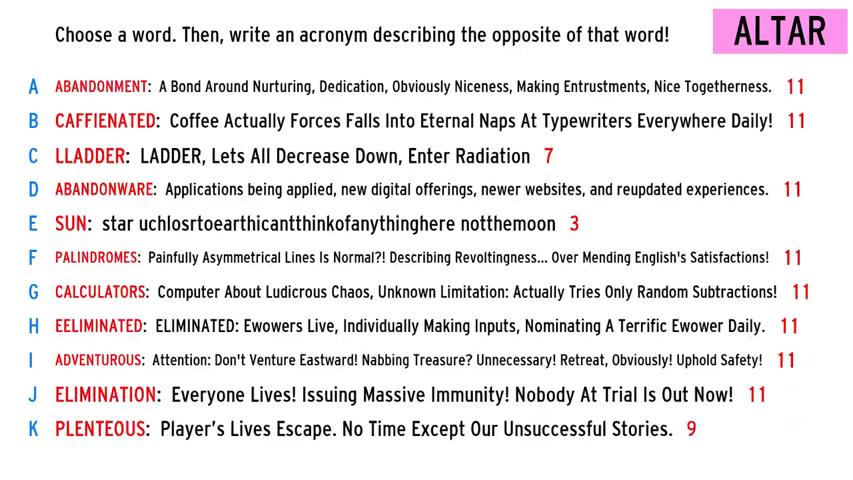 Choose a word. Then, write an acronym describing the opposite of that word!
ALTAR
A ABANDONMENT: A Bond Around Nurturing, Dedication, Obviously Niceness, Making Entrustments, Nice Togetherness. 11
B CAFFIENATED: Coffee Actually Forces Falls Into Eternal Naps At Typewriters Everywhere Daily! 11
C LLADDER: LADDER, Lets All Decrease Down, Enter Radiation 7
D ABANDONWARE: Applications being applied, new digital offerings, newer websites, and reupdated experiences. 11
E SUN: star uchlosrtoearthicantthinkofanythinghere notthemoon 3
F PALINDROMES: Painfully Asymmetrical Lines Is Normal?! Describing Revoltingness... Over Mending English's Satisfactions! 11
G CALCULATORS: Computer About Ludicrous Chaos, Unknown Limitation: Actually Tries Only Random Subtractions! 11
H EELIMINATED: ELIMINATED: Ewowers Live, Individually Making Inputs, Nominating A Terrific Ewower Daily. 11
I ADVENTUROUS: Attention: Don't Venture Eastward! Nabbing Treasure? Unnecessary! Retreat, Obviously! Uphold Safety! 11
J ELIMINATION: Everyone Lives! Issuing Massive Immunity! Nobody At Trial Is Out Now! 11
K PLENTEOUS: Player's Lives Escape. No Time Except Our Unsuccessful Stories. 9